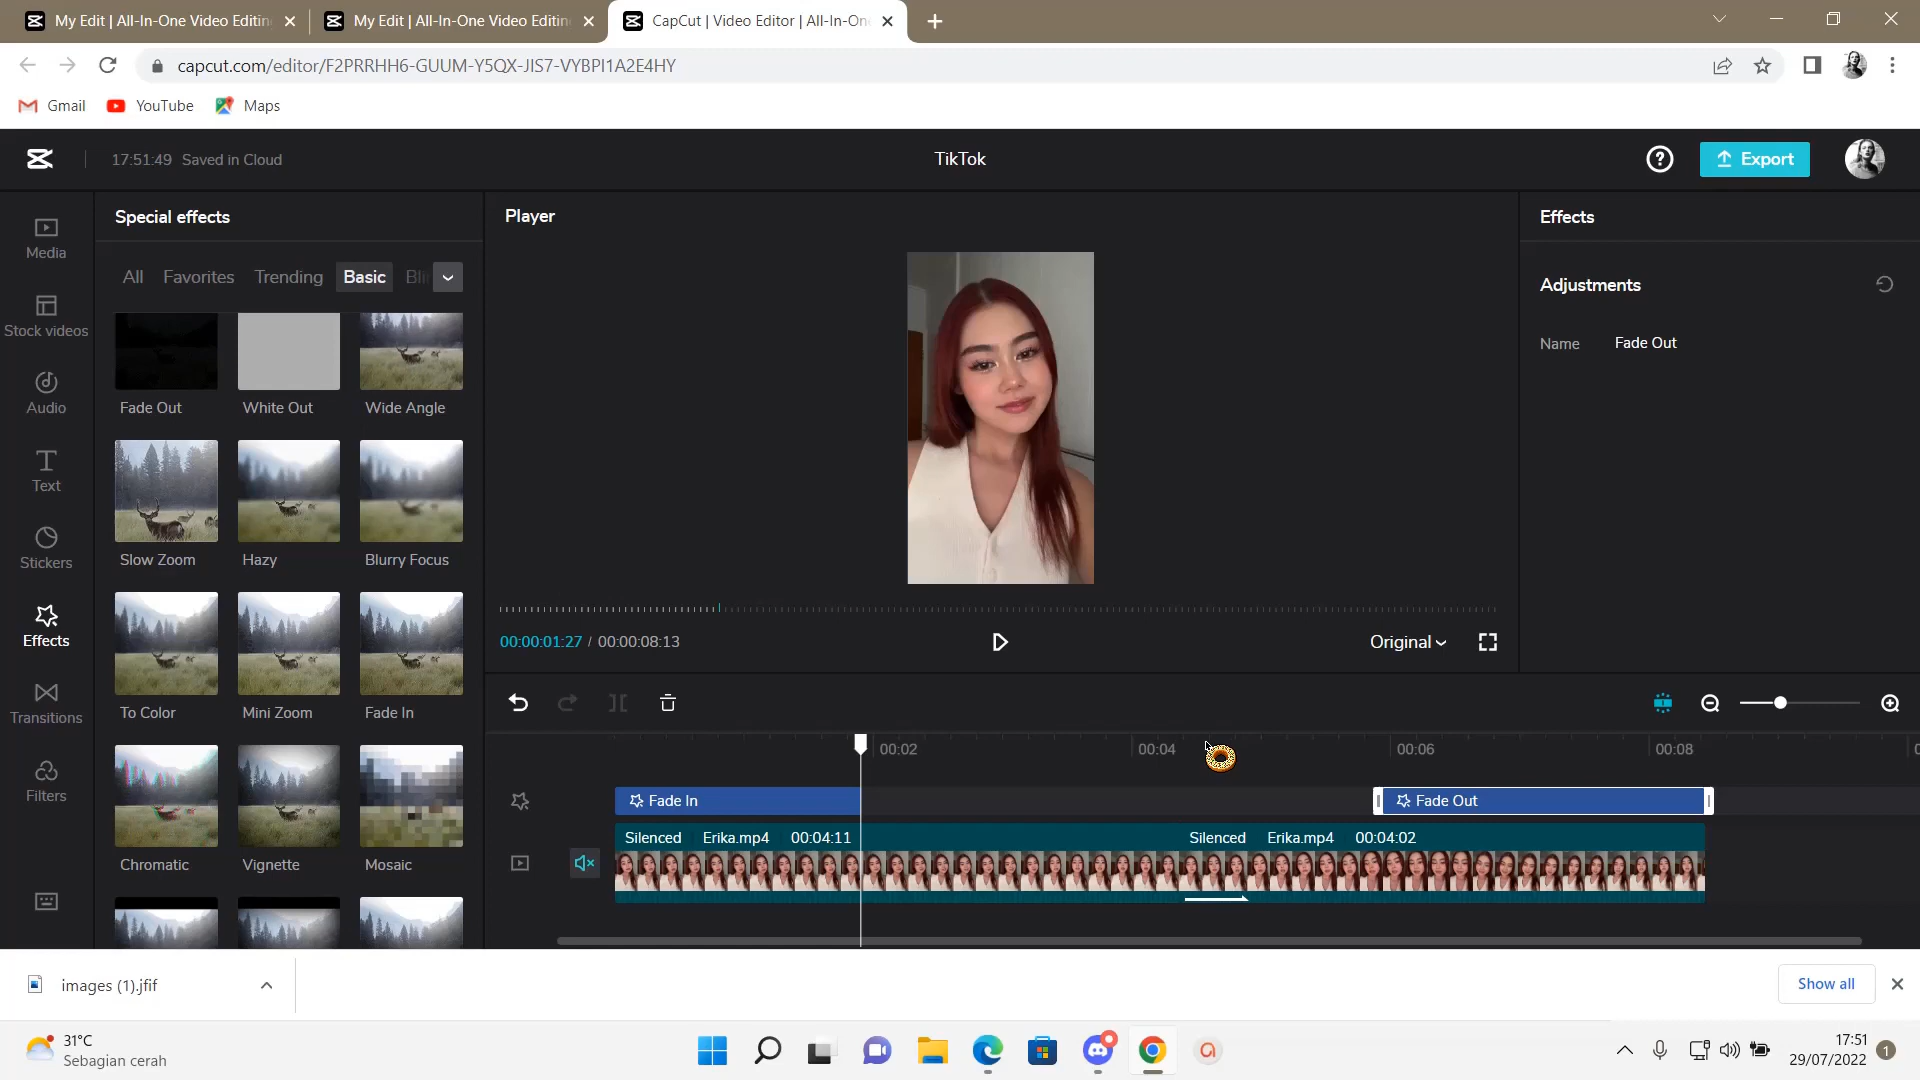 My Edit | All-In-One Video Editin
My Edit | All-In-One Video Editin
CapCut | Video Editor | All-In-On
capcut.com/editor/F2PRRHH6-GUUM-Y5QX-JIS7-VYBPI1A2E4HY
Gmail
YouTube
Maps
17:51:49 Saved in Cloud
TikTok
Export
Media
Stock videos
Audio
Text
Stickers
Effects
Transitions
Filters
Special effects
All
Favorites
Trending
Basic
Bli
Fade Out
White Out
Wide Angle
Slow Zoom
Hazy
Blurry Focus
To Color
Mini Zoom
Fade In
Chromatic
Vignette
Mosaic
Player
00:00:01:27 / 00:00:08:13
Original
Effects
Adjustments
Name Fade Out
00:02
00:04
00:06
00:08
Fade In
Fade Out
Silenced Erika.mp4 00:04:11
Silenced Erika.mp4 00:04:02
images (1).jfif
Show all
31°C
Sebagian cerah
17:51
29/07/2022
1